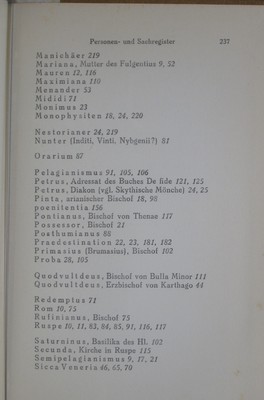 Personen- und Sachregister 237
Manichäer 219
Mariana, Mutter des Fulgentius 9, 52
Mauren 12, 116
Maximiana 110
Menander 53
Mididi 71
Monimus 23
Monophysiten 18, 24, 220
Nestorianer 24, 219
Nunter (Inditi, Vinti, Nybgenii?) 81
Orarium 87
Pelagianismus 91, 105, 106
Petrus, Adressat des Buches De fide 121, 125
Petrus, Diakon (vgl. Skythische Mönche) 24, 25
Pinta, arianischer Bischof 18, 98
poenitentia 156
Pontianus, Bischof von Thenae 117
Possessor, Bischof 21
Posthumianus 88
Praedestination 22, 23, 181, 182
Primasius (Brumasius), Bischof 102
Proba 28, 105
Quodvultdeus, Bischof von Bulla Minor 111
Quodvultdeus, Erzbischof von Karthago 44
Redemptus 71
Rom 10, 75
Rufinianus, Bischof 75
Ruspe 10, 11, 83, 84, 85, 91, 116, 117
Saturninus, Basilika des Hl. 102
Secunda, Kirche in Ruspe 115
Semipelagianismus 9, 17, 21
Sicca Veneria 46, 65, 70